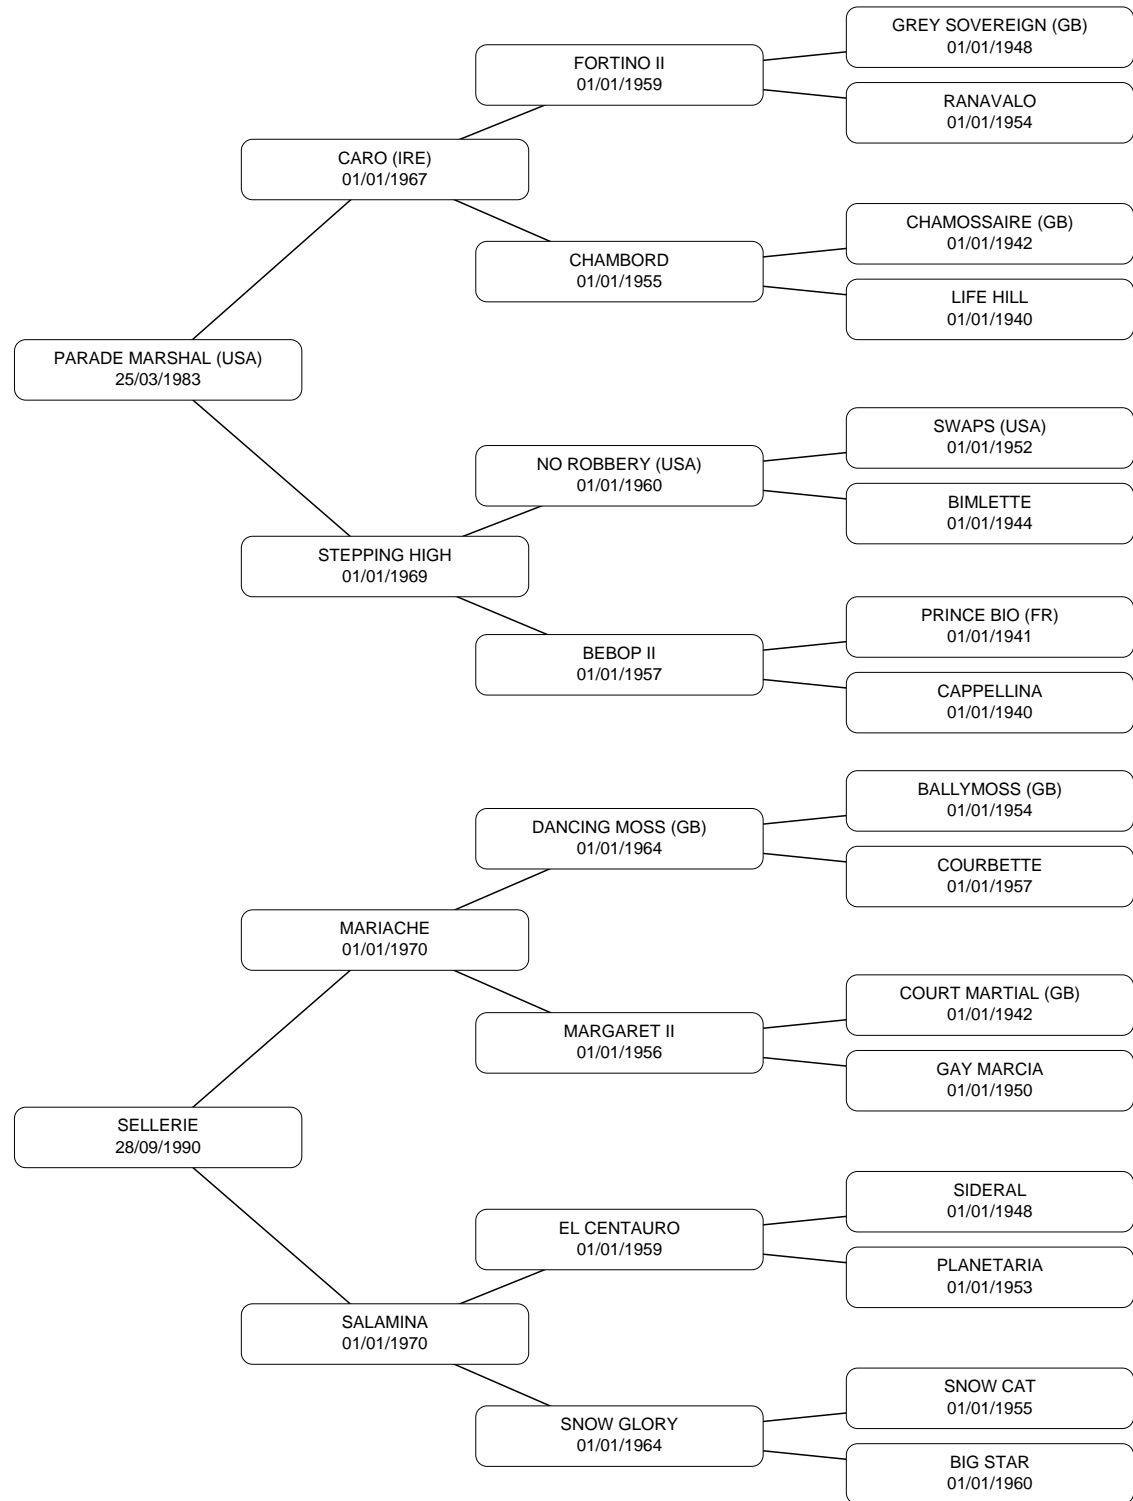 GREY SOVEREIGN (GB)
01/01/1948
FORTINO II
01/01/1959
RANAVALO
01/01/1954
CARO (IRE)
01/01/1967
CHAMOSSAIRE (GB)
01/01/1942
CHAMBORD
01/01/1955
LIFE HILL
01/01/1940
PARADE MARSHAL (USA)
25/03/1983
SWAPS (USA)
01/01/1952
NO ROBBERY (USA)
01/01/1960
BIMLETTE
01/01/1944
STEPPING HIGH
01/01/1969
PRINCE BIO (FR)
01/01/1941
BEBOP II
01/01/1957
CAPPELLINA
01/01/1940
BALLYMOSS (GB)
01/01/1954
DANCING MOSS (GB)
01/01/1964
COURBETTE
01/01/1957
MARIACHE
01/01/1970
COURT MARTIAL (GB)
01/01/1942
MARGARET II
01/01/1956
GAY MARCIA
01/01/1950
SELLERIE
28/09/1990
SIDERAL
01/01/1948
EL CENTAURO
01/01/1959
PLANETARIA
01/01/1953
SALAMINA
01/01/1970
SNOW CAT
01/01/1955
SNOW GLORY
01/01/1964
BIG STAR
01/01/1960